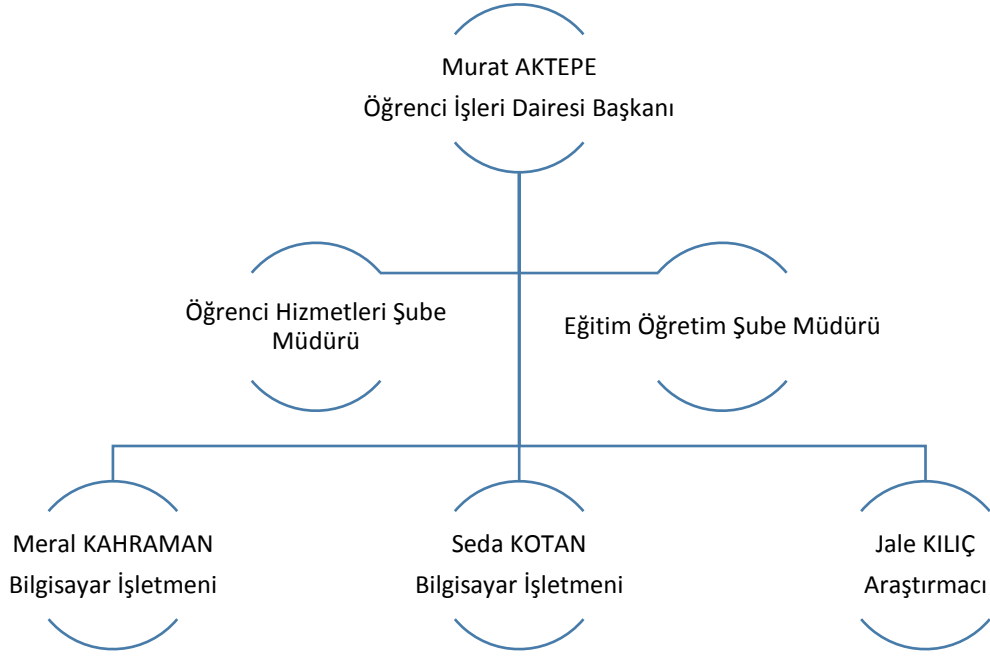 Murat AKTEPE
Öğrenci İşleri Dairesi Başkanı
Öğrenci Hizmetleri Şube
Müdürü
Eğitim Öğretim Şube Müdürü
Meral KAHRAMAN
Bilgisayar İşletmeni
Seda KOTAN
Bilgisayar İşletmeni
Jale KILIÇ
Araştırmacı